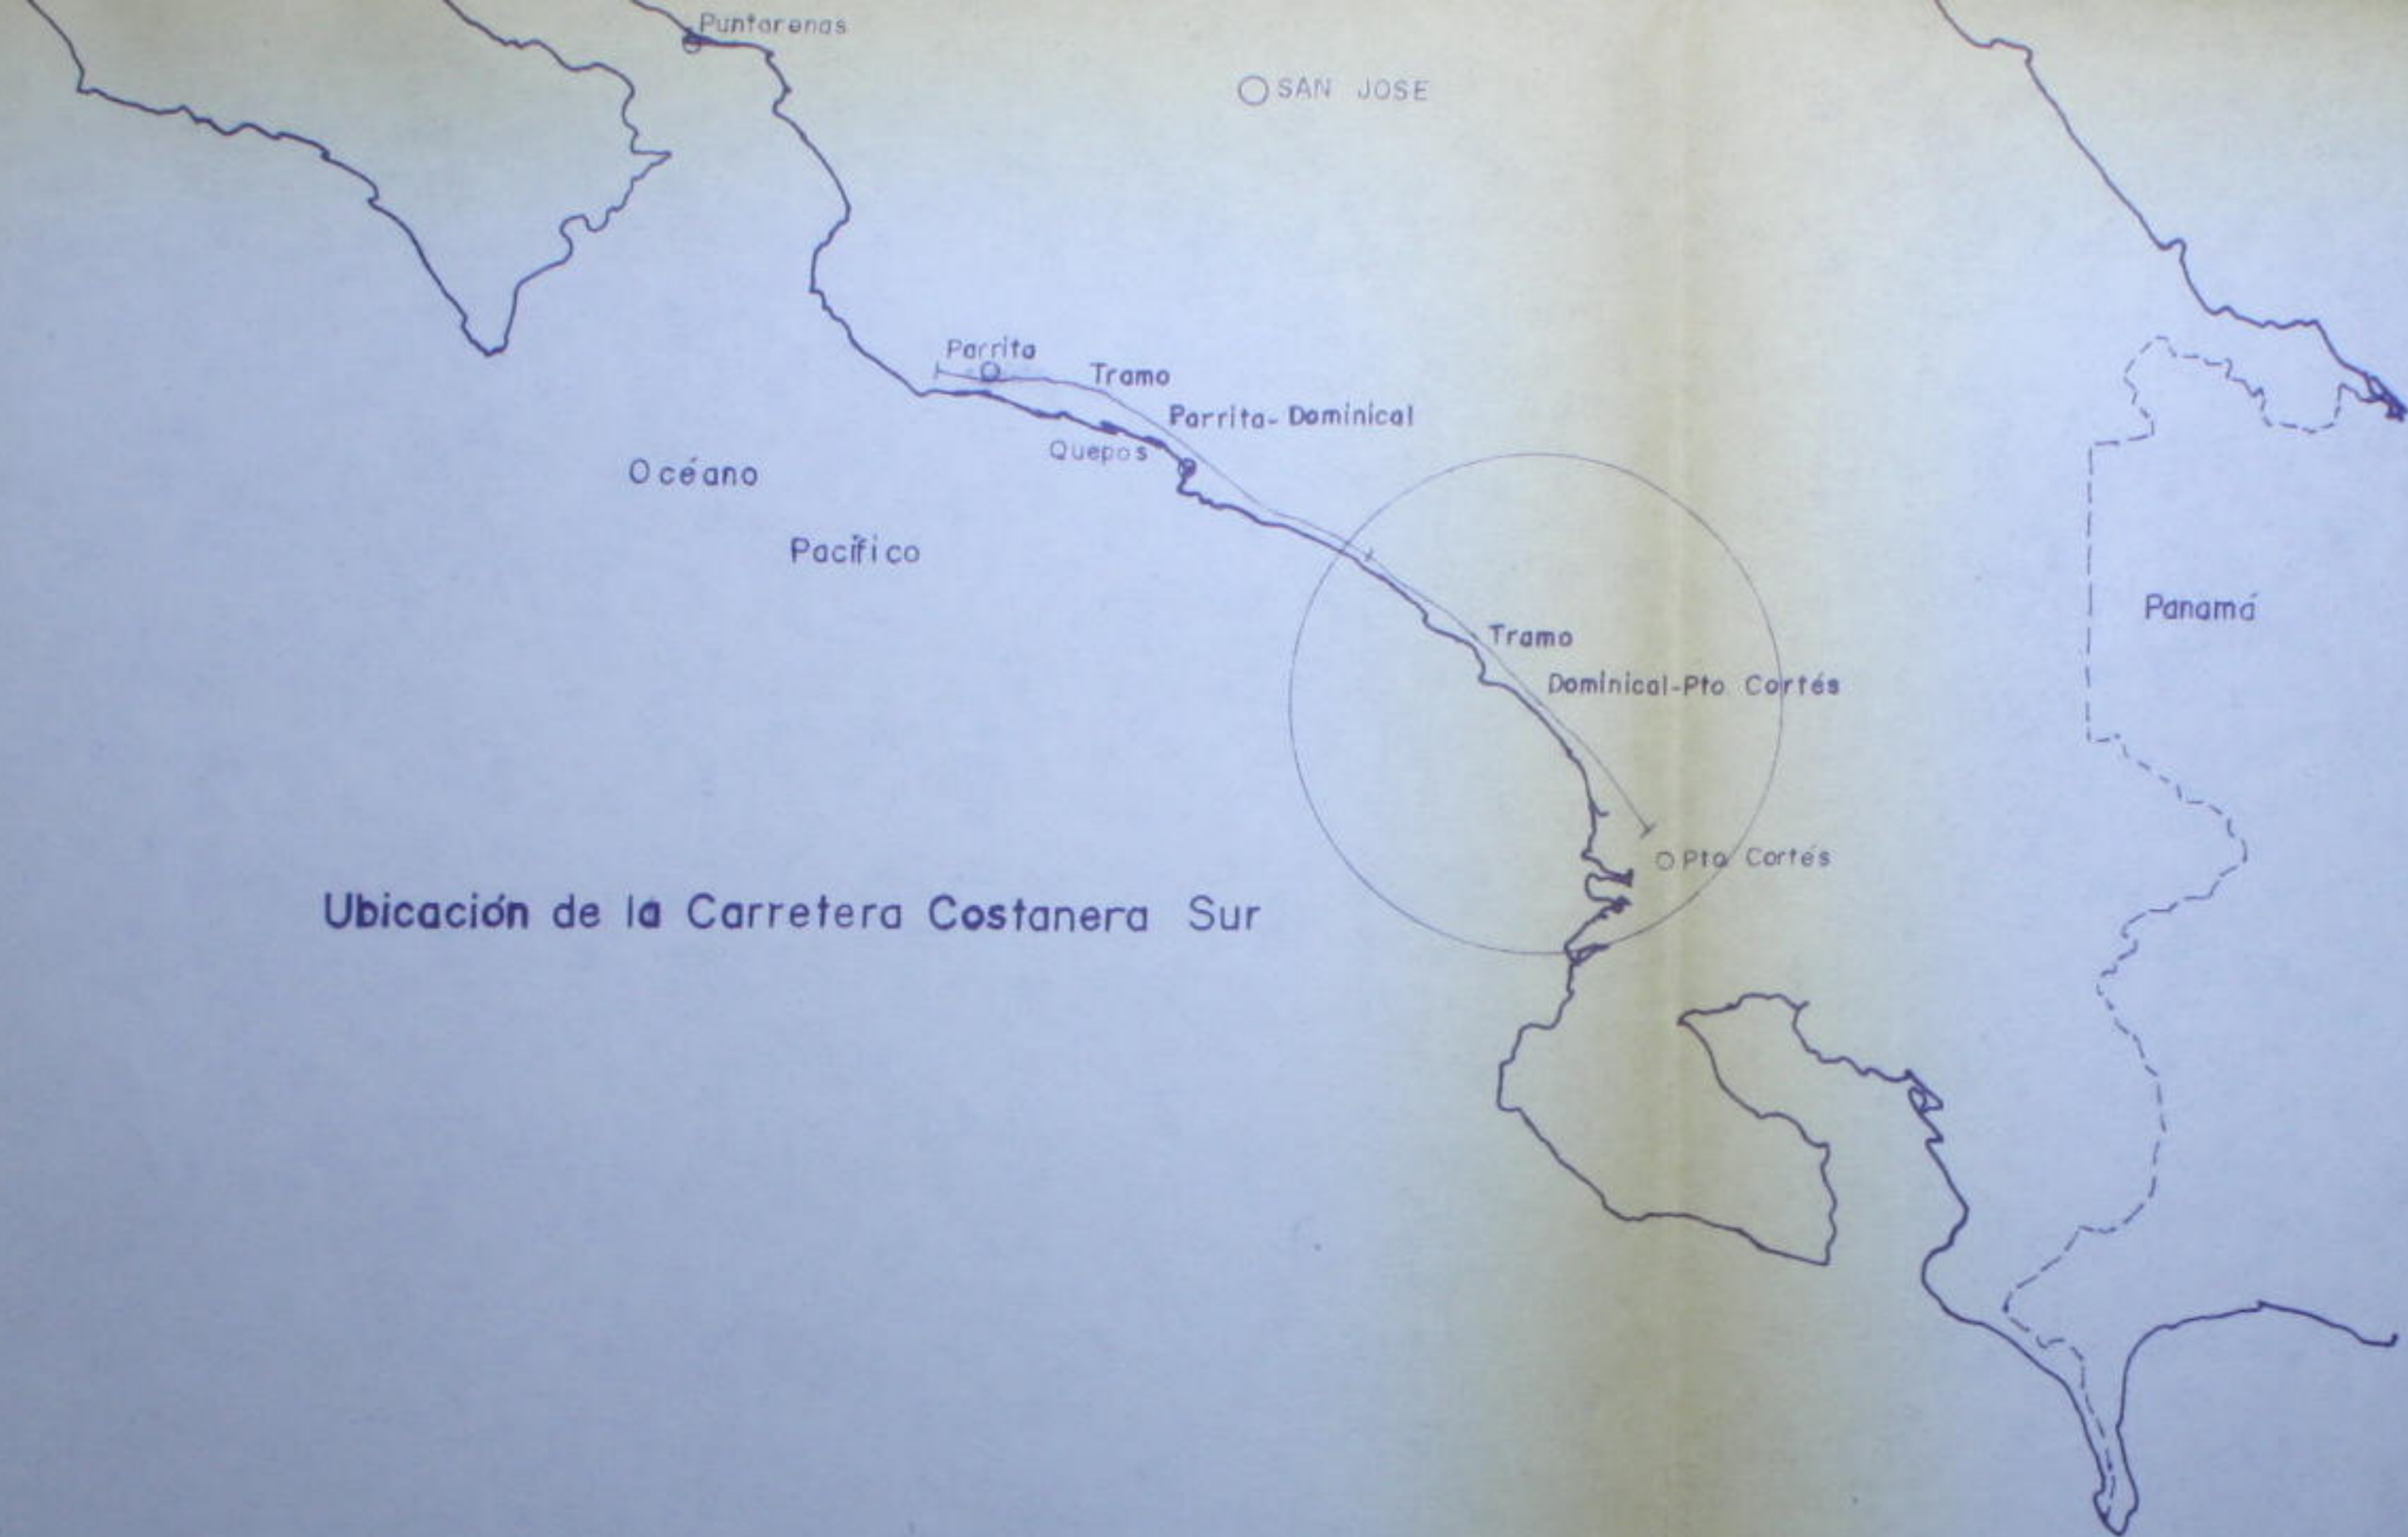 Puntarenas
SAN JOSE
Parrita
Tramo
Parrita-Dominical
Quepos
Océano
Pacífico
Panamá
Tramo
Dominical-Pto Cortés
Pto Cortés
Ubicación de la Carretera Costanera Sur